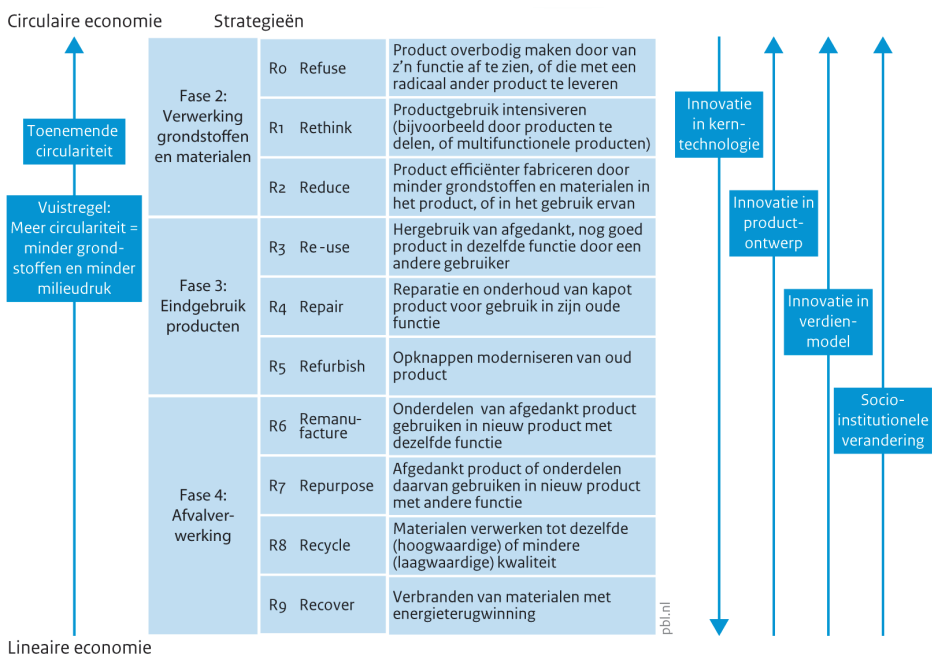 Circulaire economie
Strategieën
Toenemende
circulariteit
Vuistregel:
Meer circulariteit =
minder grond-
stoffen en minder
milieudruk
Lineaire economie
Fase 2:
Verwerking
grondstoffen
en materialen
R0 Refuse
Product overbodig maken door van
z’n functie af te zien, of die met een
radicaal ander product te leveren
R1 Rethink
Productgebruik intensiveren
(bijvoorbeeld door producten te
delen, of multifunctionele producten)
R2 Reduce
Product efficiënter fabriceren door
minder grondstoffen en materialen in
het product, of in het gebruik ervan
Fase 3:
Eindgebruik
producten
R3 Re-use
Hergebruik van afgedankt, nog goed
product in dezelfde functie door een
andere gebruiker
R4 Repair
Reparatie en onderhoud van kapot
product voor gebruik in zijn oude
functie
R5 Refurbish
Opknappen moderniseren van oud
product
Fase 4:
Afvalver-
werking
R6 Remanu-
facture
Onderdelen van afgedankt product
gebruiken in nieuw product met
dezelfde functie
R7 Repurpose
Afgedankt product of onderdelen
daarvan gebruiken in nieuw product
met andere functie
R8 Recycle
Materialen verwerken tot dezelfde
(hoogwaardige) of mindere
(laagwaardige) kwaliteit
R9 Recover
Verbranden van materialen met
energieterugwinning
pbl.nl
Innovatie
in kern-
technologie
Innovatie in
product-
ontwerp
Innovatie in
verdien-
model
Socio-
institutionele
verandering